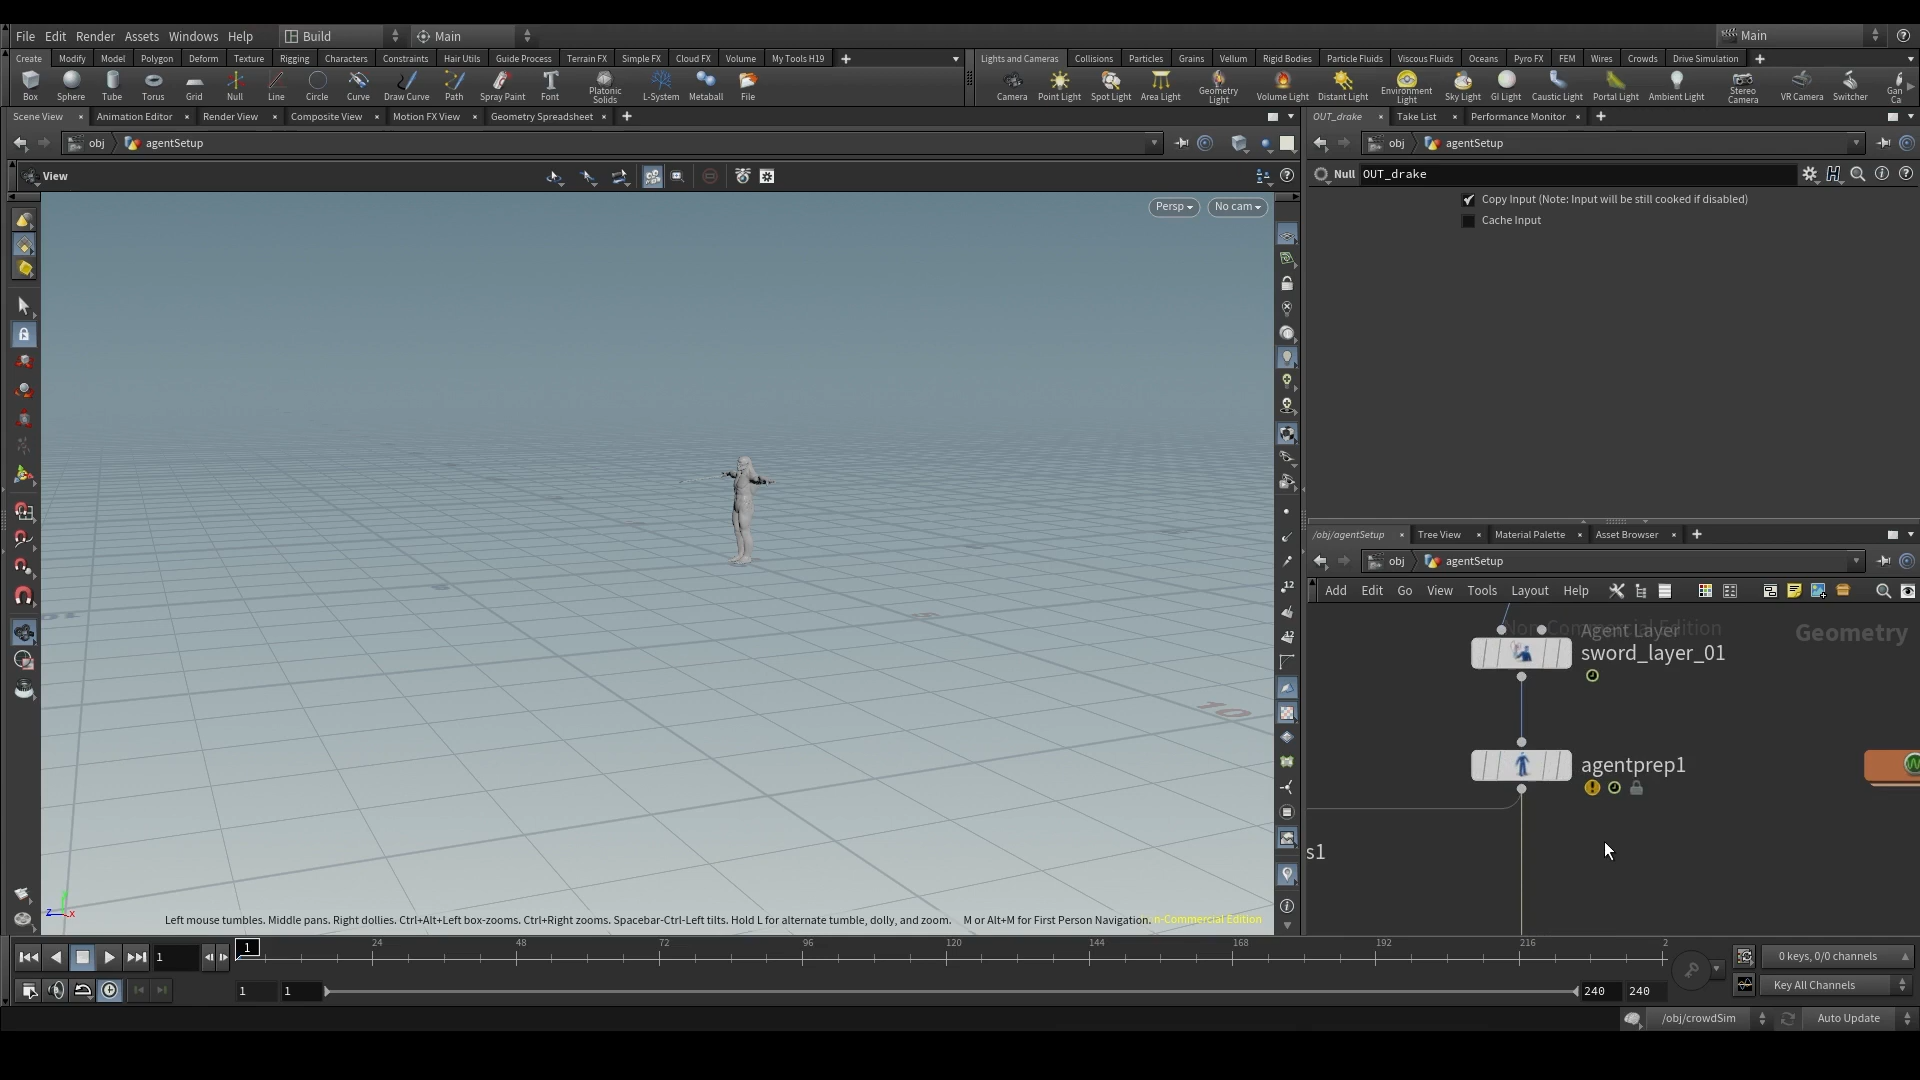 File Edit Render Assets Windows Help Build Main Main
Create Modify Model Polygon Deform Texture Rigging Characters Constraints Hair Utils Guide Process Terrain FX Simple FX Cloud FX Volume My Tools H19
Lights and Cameras Collisions Particles Grains Vellum Rigid Bodies Particle Fluids Viscous Fluids Oceans Pyro FX FEM Wires Crowds Drive Simulation
Box Sphere Tube Torus Grid Null Line Circle Curve Draw Curve Path Spray Paint Font Platonic Solids L-System Metaball File
Camera Point Light Spot Light Area Light Geometry Light Volume Light Distant Light Environment Light Sky Light GI Light Caustic Light Portal Light Ambient Light Stereo Camera VR Camera Switcher Gan Ca
Scene View Animation Editor Render View Composite View Motion FX View Geometry Spreadsheet
OUT_drake Take List Performance Monitor
obj agentSetup
obj agentSetup
View
Null OUT_drake
Copy Input (Note: Input will be still cooked if disabled)
Cache Input
Persp No cam
12
12
10
z x
Left mouse tumbles. Middle pans. Right dollies. Ctrl+Alt+Left box-zooms. Ctrl+Right zooms. Spacebar-Ctrl-Left tilts. Hold L for alternate tumble, dolly, and zoom. M or Alt+M for First Person Navigation.
n-Commercial Edition
/obj/agentSetup Tree View Material Palette Asset Browser
obj agentSetup
Add Edit Go View Tools Layout Help
Non-Commercial Edition
Geometry
Agent Layer
sword_layer_01
agentprep1
s1
1 1 24 48 72 96 120 144 168 192 216 2
0 keys, 0/0 channels
1 1 240 240
Key All Channels
/obj/crowdSim Auto Update